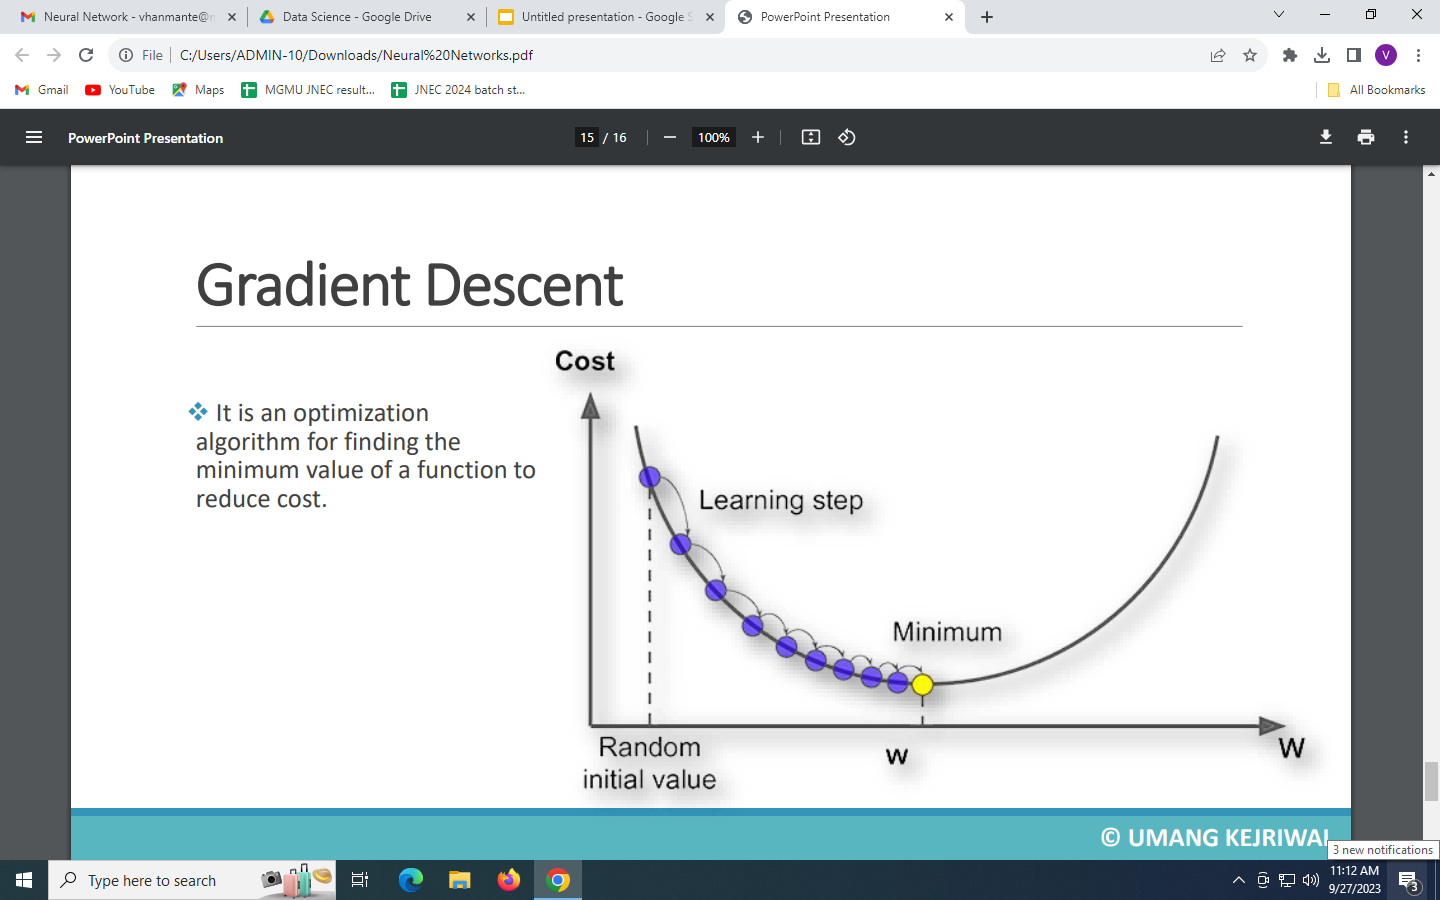 Neural Network - vhanmante@
Data Science - Google Drive
Untitled presentation - Google S
PowerPoint Presentation
File
C:/Users/ADMIN-10/Downloads/Neural%20Networks.pdf
V
Gmail
YouTube
Maps
MGMU JNEC result...
JNEC 2024 batch st...
All Bookmarks
PowerPoint Presentation
15 / 16
100%
Gradient Descent
It is an optimization
algorithm for finding the
minimum value of a function to
reduce cost.
Cost
Learning step
Minimum
Random
initial value
w
W
© UMANG KEJRIWAL
3 new notifications
Type here to search
11:12 AM
9/27/2023
3